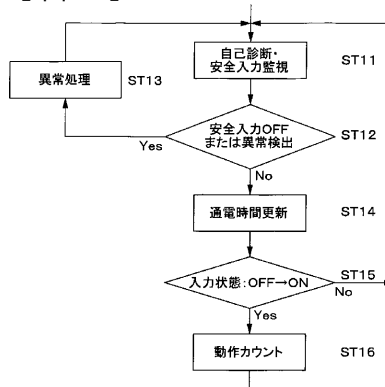 自己診断・
安全入力監視
ST11
異常処理
ST13
安全入力OFF
または異常検出
ST12
Yes
No
通電時間更新
ST14
入力状態:OFF→ON
ST15
No
Yes
動作カウント
ST16